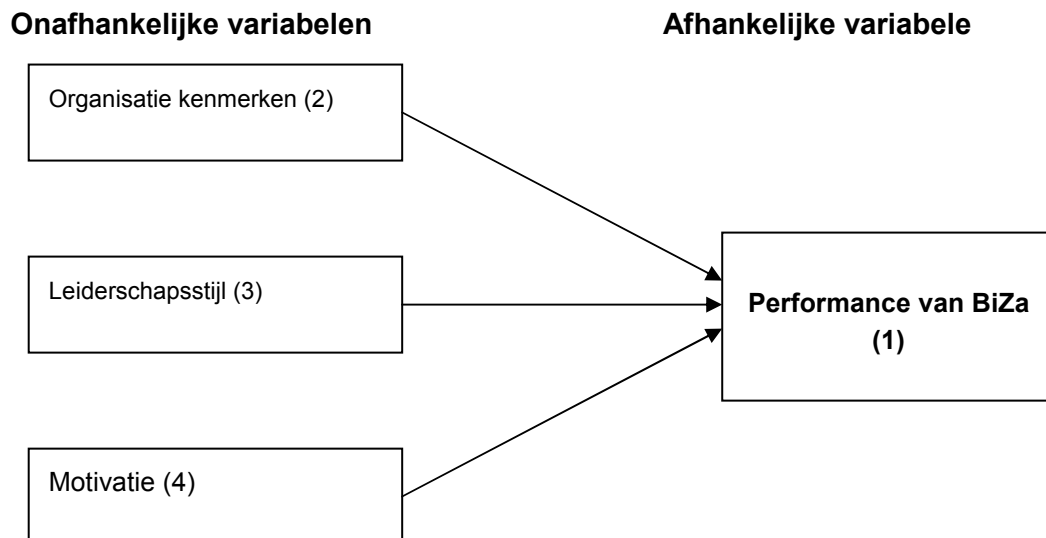 Onafhankelijke variabelen
Afhankelijke variabele
Organisatie kenmerken (2)
Leiderschapsstijl (3)
Performance van BiZa
(1)
Motivatie (4)